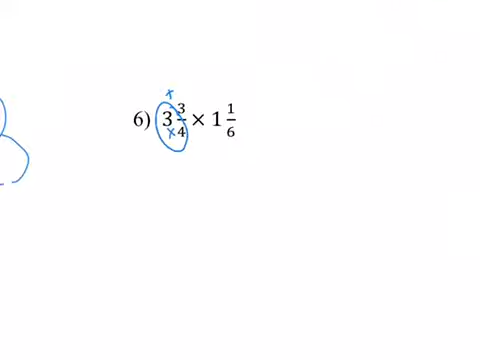 6) 3 3/4 × 1 1/6
+
×